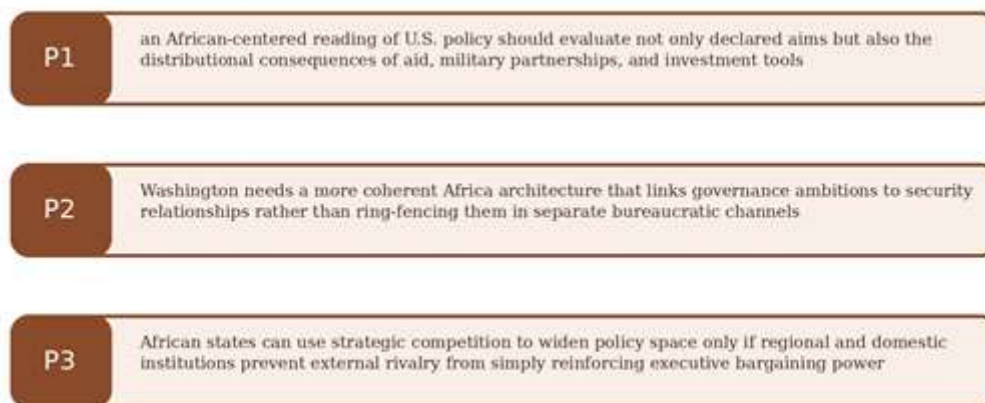 P1
an African-centered reading of U.S. policy should evaluate not only declared aims but also the
distributional consequences of aid, military partnerships, and investment tools
P2
Washington needs a more coherent Africa architecture that links governance ambitions to security
relationships rather than ring-fencing them in separate bureaucratic channels
P3
African states can use strategic competition to widen policy space only if regional and domestic
institutions prevent external rivalry from simply reinforcing executive bargaining power